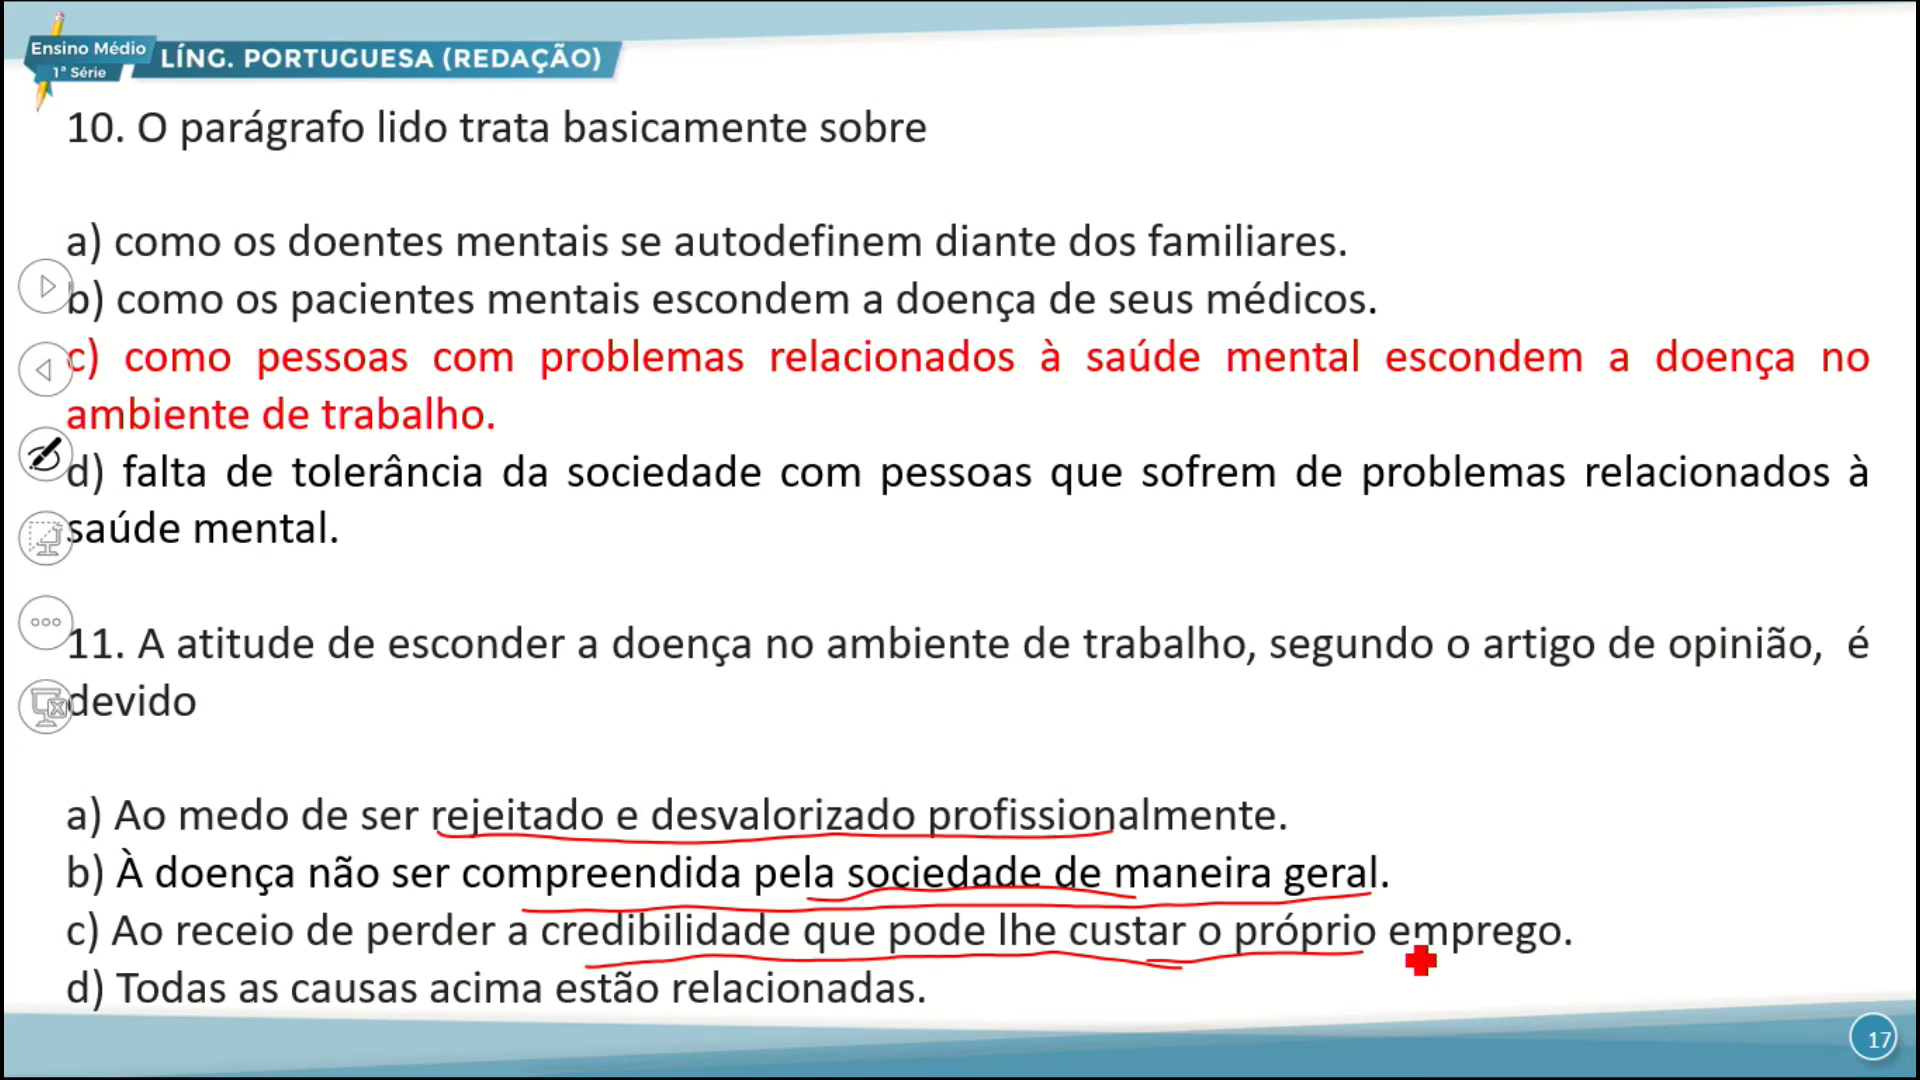 Ensino Médio
1ª Série
LÍNG. PORTUGUESA (REDAÇÃO)
10. O parágrafo lido trata basicamente sobre
a) como os doentes mentais se autodefinem diante dos familiares.
b) como os pacientes mentais escondem a doença de seus médicos.
c) como pessoas com problemas relacionados à saúde mental escondem a doença no
ambiente de trabalho.
d) falta de tolerância da sociedade com pessoas que sofrem de problemas relacionados à
saúde mental.
11. A atitude de esconder a doença no ambiente de trabalho, segundo o artigo de opinião, é
devido
a) Ao medo de ser rejeitado e desvalorizado profissionalmente.
b) À doença não ser compreendida pela sociedade de maneira geral.
c) Ao receio de perder a credibilidade que pode lhe custar o próprio emprego.
d) Todas as causas acima estão relacionadas.
17